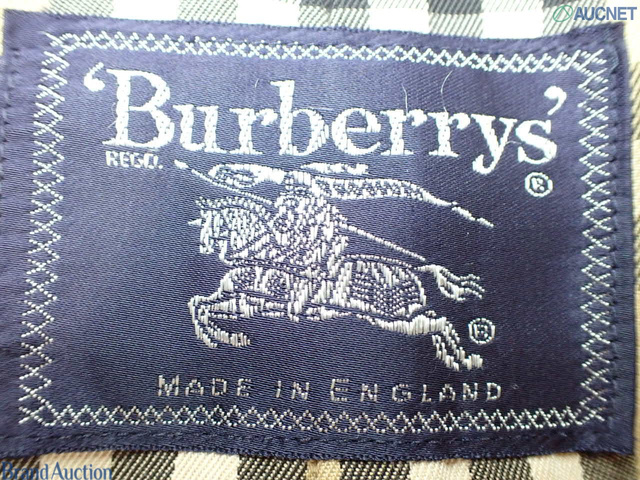 AUCNET
'Burberrys'
REGD.
®
®
MADE IN ENGLAND
Brand Auction